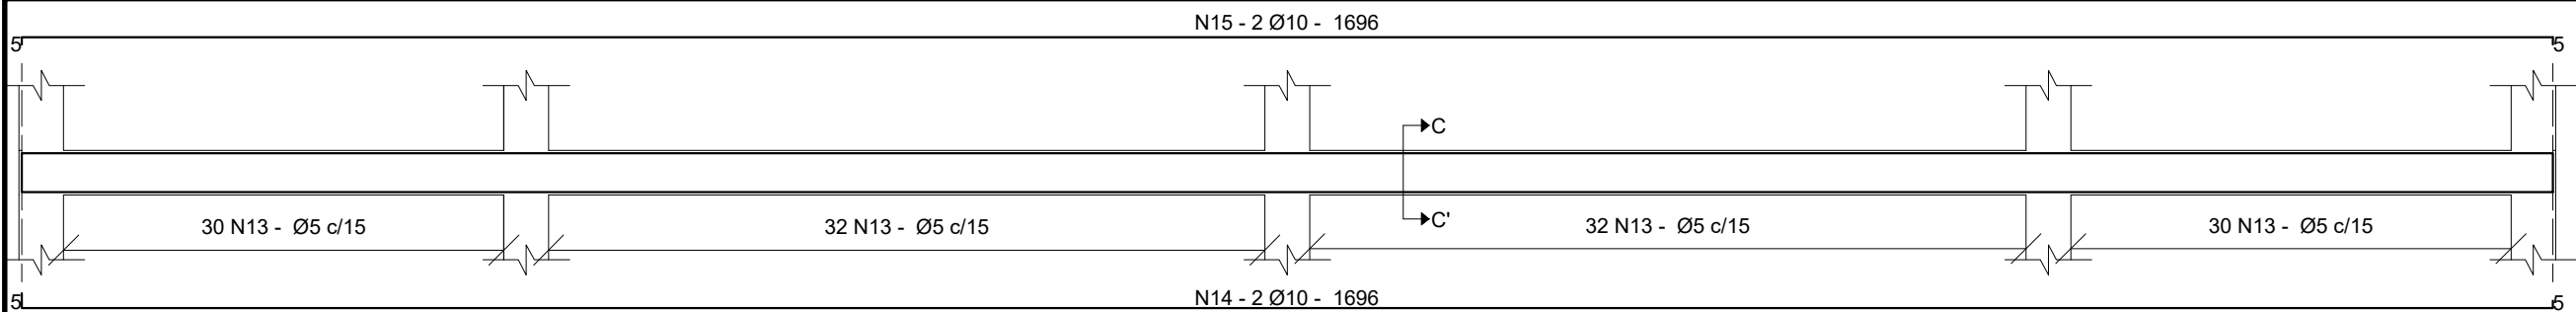 N15 - 2 Ø10 - 1696
5 5
C
30 N13 - Ø5 c/15 32 N13 - Ø5 c/15 C' 32 N13 - Ø5 c/15 30 N13 - Ø5 c/15
N14 - 2 Ø10 - 1696
5 5